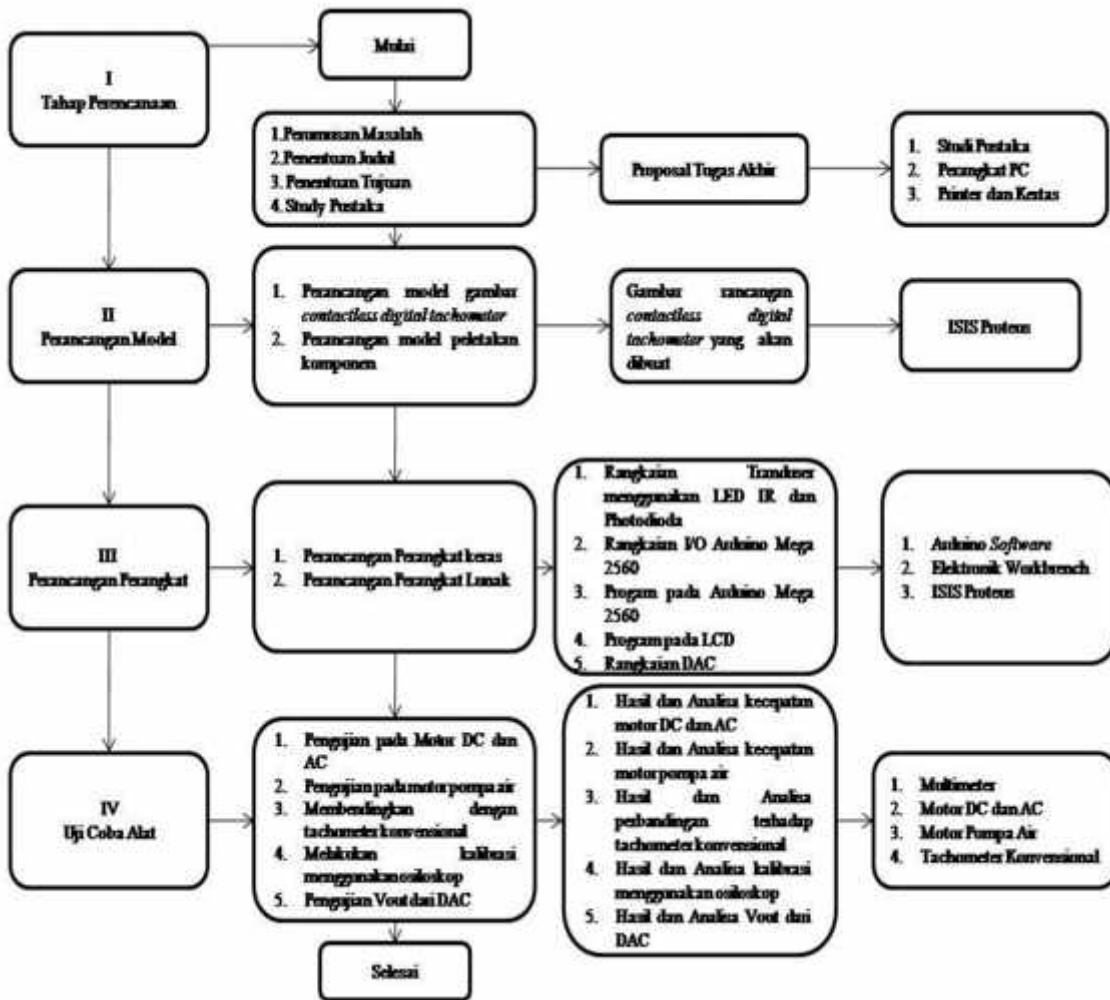 I
Tahap Perencanaan
Mulai
1.Perumusan Masalah
2.Penentuan Judul
3. Penentuan Tujuan
4. Study Pustaka
Proposal Tugas Akhir
1. Studi Pustaka
2. Perangkat PC
3. Printer dan Kertas
II
Perancangan Model
1. Perancangan model gambar
contactless digital tachometer
2. Perancangan model peletakan
komponen
Gambar rancangan
contactless digital
tachometer yang akan
dibuat
ISIS Proteus
III
Perancangan Perangkat
1. Perancangan Perangkat keras
2. Perancangan Perangkat Lunak
1. Rangkaian Tranduser
menggunakan LED IR dan
Photodioda
2. Rangkaian I/O Arduino Mega
2560
3. Progam pada Arduino Mega
2560
4. Program pada LCD
5. Rangkaian DAC
1. Arduino Software
2. Elektronik Workbrench
3. ISIS Proteus
IV
Uji Coba Alat
1. Pengujian pada Motor DC dan
AC
2. Pengujian pada motor pompa air
3. Membendingkan dengan
tachometer konvensional
4. Melakukan kalibrasi
menggunakan osiloskop
5. Pengujian Vout dari DAC
1. Hasil dan Analisa kecepatan
motor DC dan AC
2. Hasil dan Analisa kecepatan
motor pompa air
3. Hasil dan Analisa
perbandingan terhadap
tachometer konvensional
4. Hasil dan Analisa kalibrasi
menggunakan osiloskop
5. Hasil dan Analisa Vout dari
DAC
1. Multimeter
2. Motor DC dan AC
3. Motor Pompa Air
4. Tachometer Konvensional
Selesai